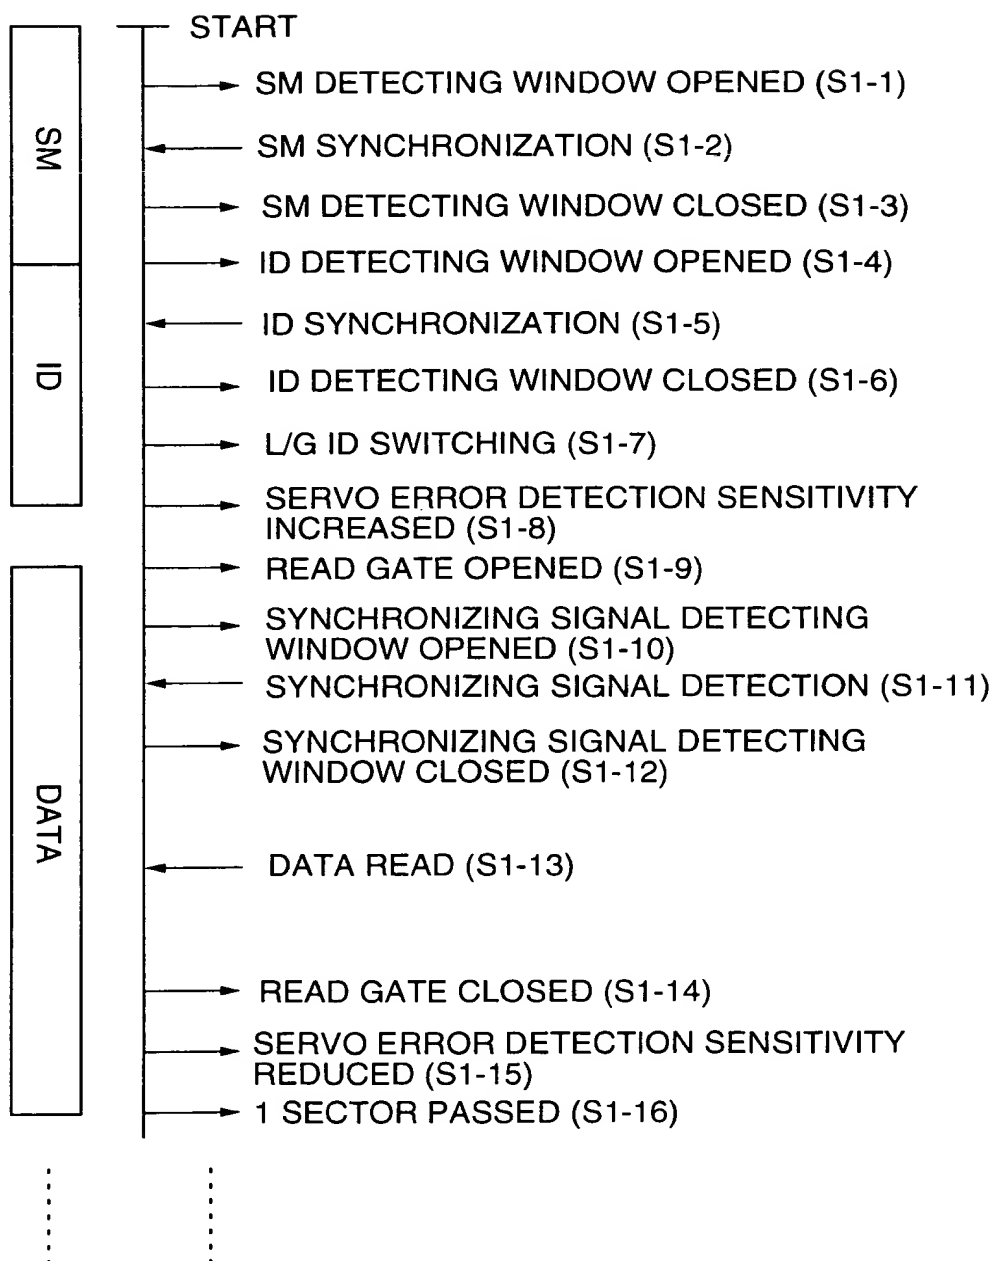 START
SM DETECTING WINDOW OPENED (S1-1)
SM
SM SYNCHRONIZATION (S1-2)
SM DETECTING WINDOW CLOSED (S1-3)
ID DETECTING WINDOW OPENED (S1-4)
ID SYNCHRONIZATION (S1-5)
ID
ID DETECTING WINDOW CLOSED (S1-6)
L/G ID SWITCHING (S1-7)
SERVO ERROR DETECTION SENSITIVITY
INCREASED (S1-8)
READ GATE OPENED (S1-9)
SYNCHRONIZING SIGNAL DETECTING
WINDOW OPENED (S1-10)
SYNCHRONIZING SIGNAL DETECTION (S1-11)
SYNCHRONIZING SIGNAL DETECTING
WINDOW CLOSED (S1-12)
DATA
DATA READ (S1-13)
READ GATE CLOSED (S1-14)
SERVO ERROR DETECTION SENSITIVITY
REDUCED (S1-15)
1 SECTOR PASSED (S1-16)